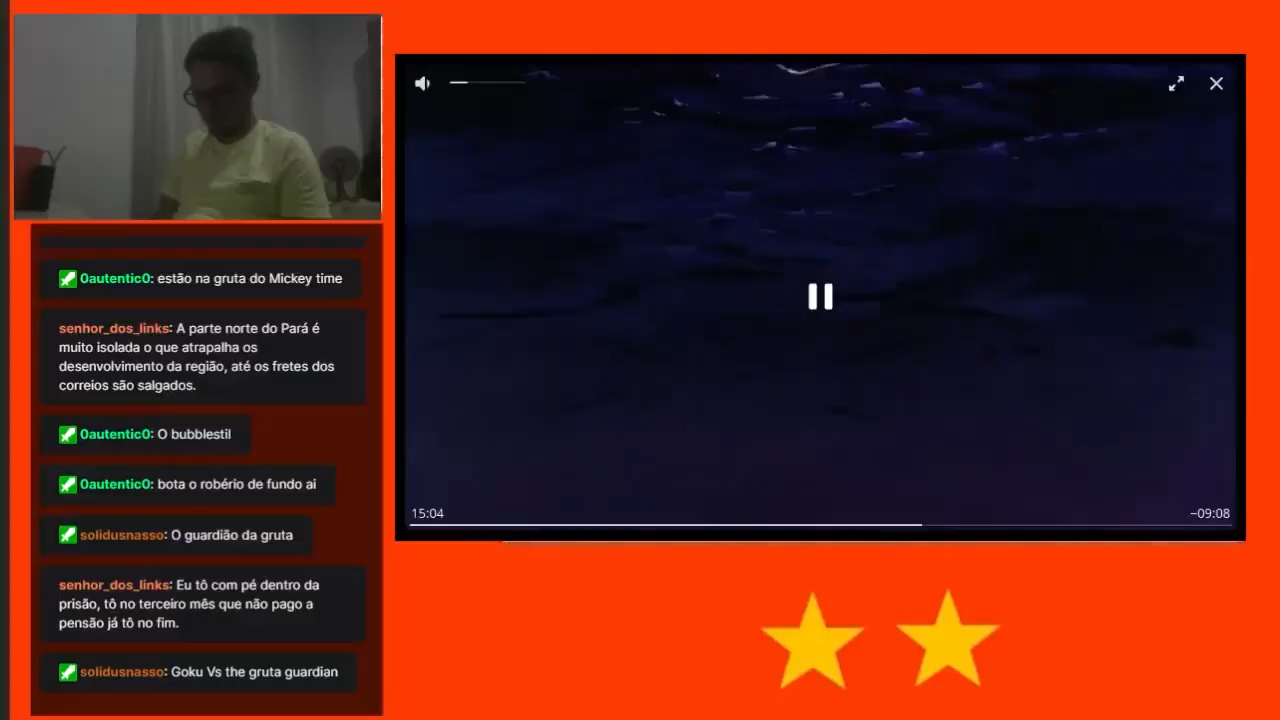 0autentic0: estão na gruta do Mickey time
senhor_dos_links: A parte norte do Pará é
muito isolada o que atrapalha os
desenvolvimento da região, até os fretes dos
correios são salgados.
0autentic0: O bubblestil
0autentic0: bota o robério de fundo ai
solidusnasso: O guardião da gruta
senhor_dos_links: Eu tô com pé dentro da
prisão, tô no terceiro mês que não pago a
pensão já tô no fim.
solidusnasso: Goku Vs the gruta guardian
15:04
−09:08